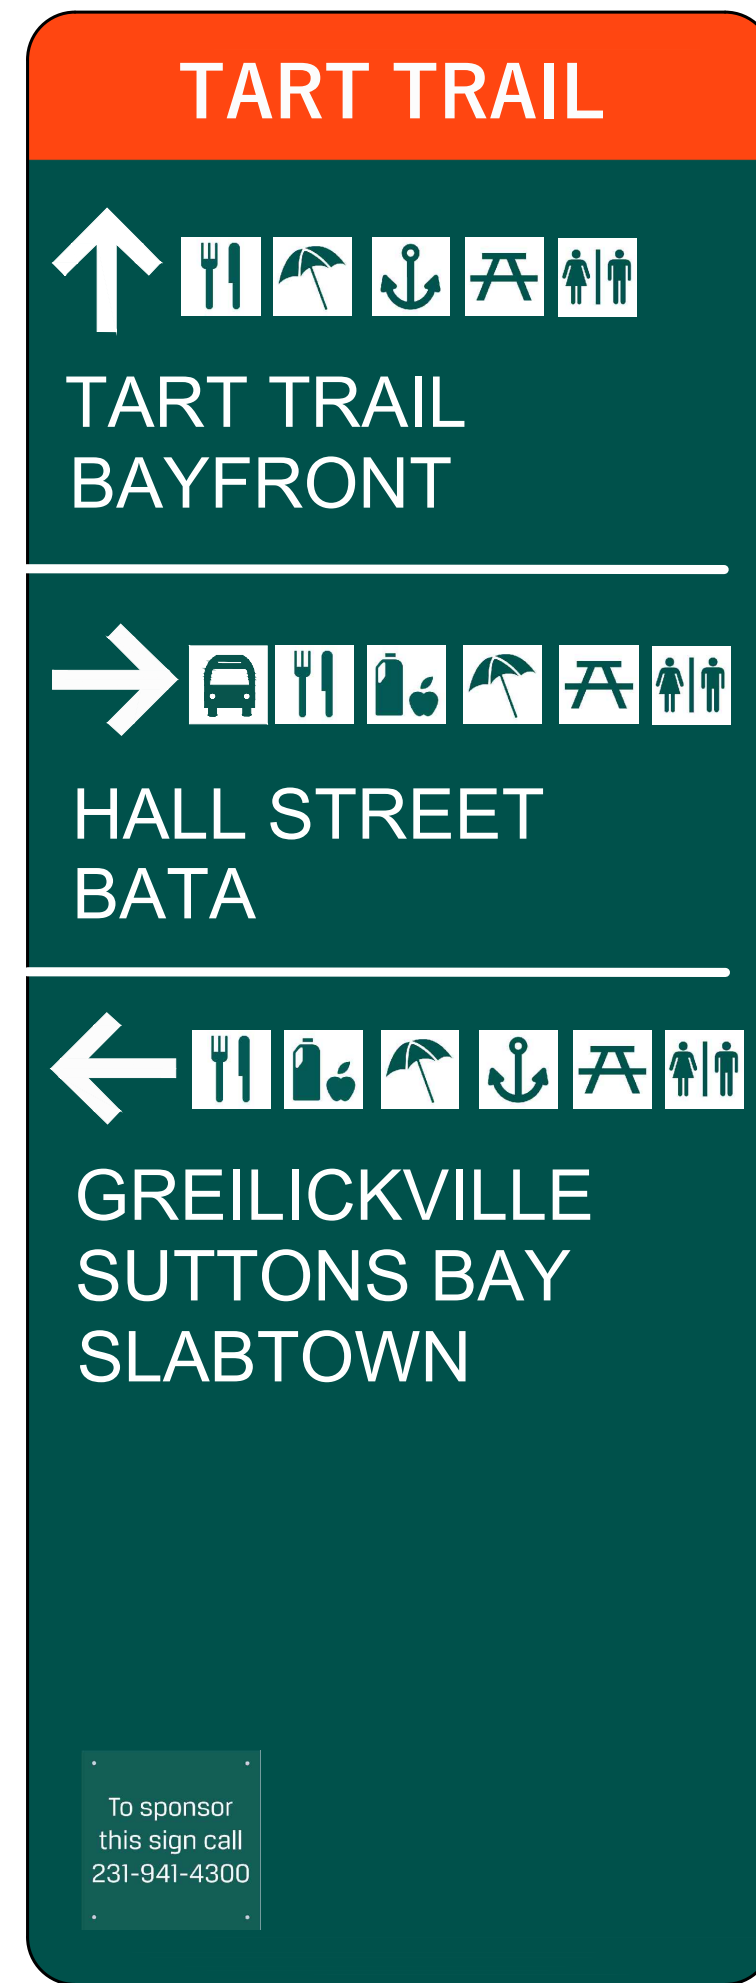 TART TRAIL
TART TRAIL
BAYFRONT
HALL STREET
BATA
GREILICKVILLE
SUTTONS BAY
SLABTOWN
To sponsor
this sign call
231-941-4300